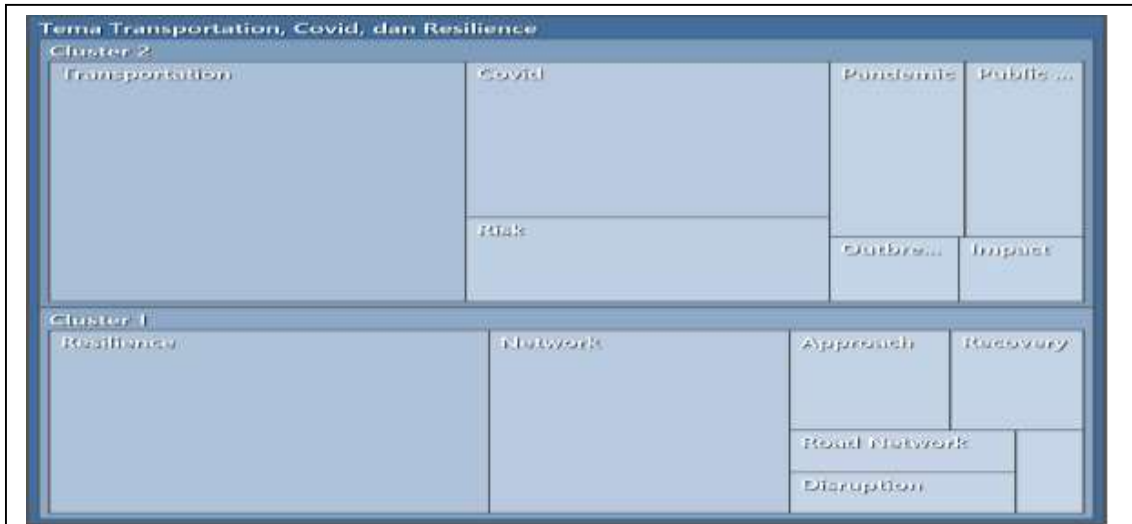 Tema Transportation, Covid, dan Resilience
Cluster 2
Transportation
Covid
Pandemic
Public ...
Risk
Outbre...
Impact
Cluster 1
Resilience
Network
Approach
Recovery
Road Network
Disruption